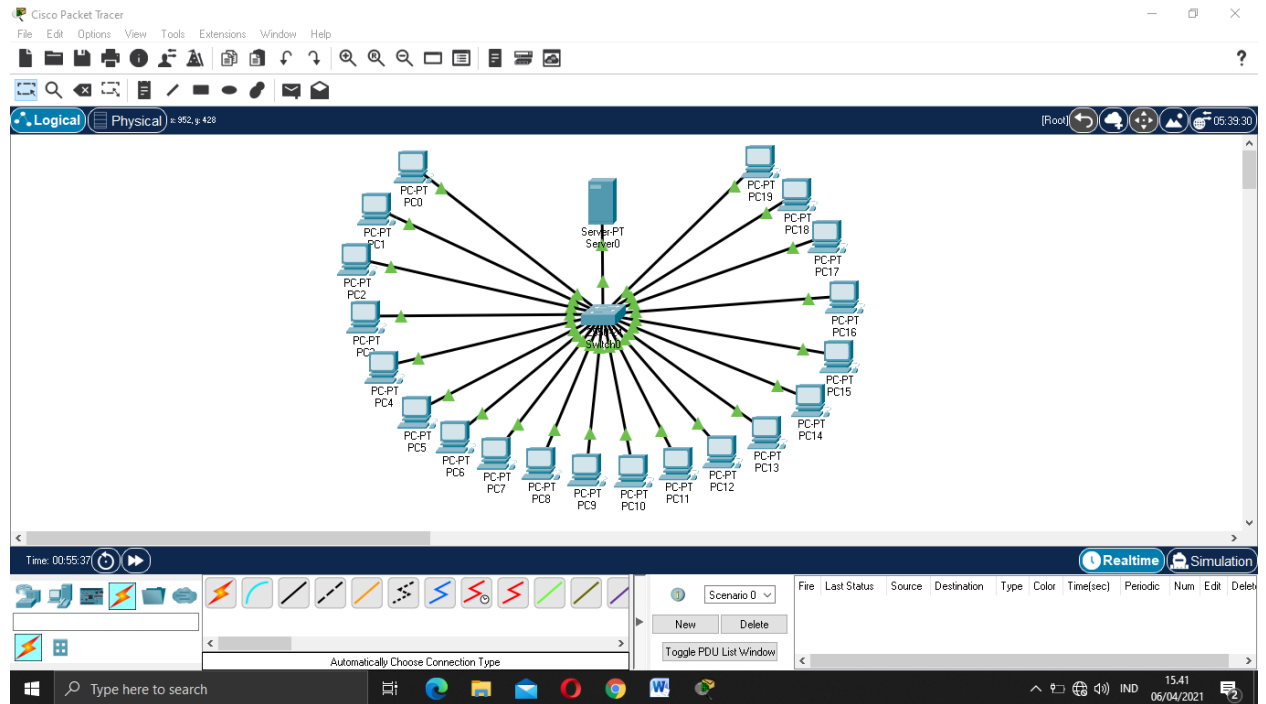 Cisco Packet Tracer
File Edit Options View Tools Extensions Window Help
?
Logical Physical x: 952, y: 428 [Root] 05:39:30
PC-PT
PC0
PC-PT
PC1
PC-PT
PC2
PC-PT
PC-PT
PC4
PC-PT
PC5
PC-PT
PC6
PC-PT
PC7
PC-PT
PC8
PC-PT
PC9
PC-PT
PC10
PC-PT
PC11
PC-PT
PC12
PC-PT
PC13
PC-PT
PC14
PC-PT
PC15
PC-PT
PC16
PC-PT
PC17
PC-PT
PC18
PC-PT
PC19
Server-PT
Server0
Switch0
Time: 00:55:37 Realtime Simulation
Automatically Choose Connection Type
Scenario 0
New Delete
Toggle PDU List Window
Fire Last Status Source Destination Type Color Time(sec) Periodic Num Edit Delet
Type here to search
IND
15.41
06/04/2021
2